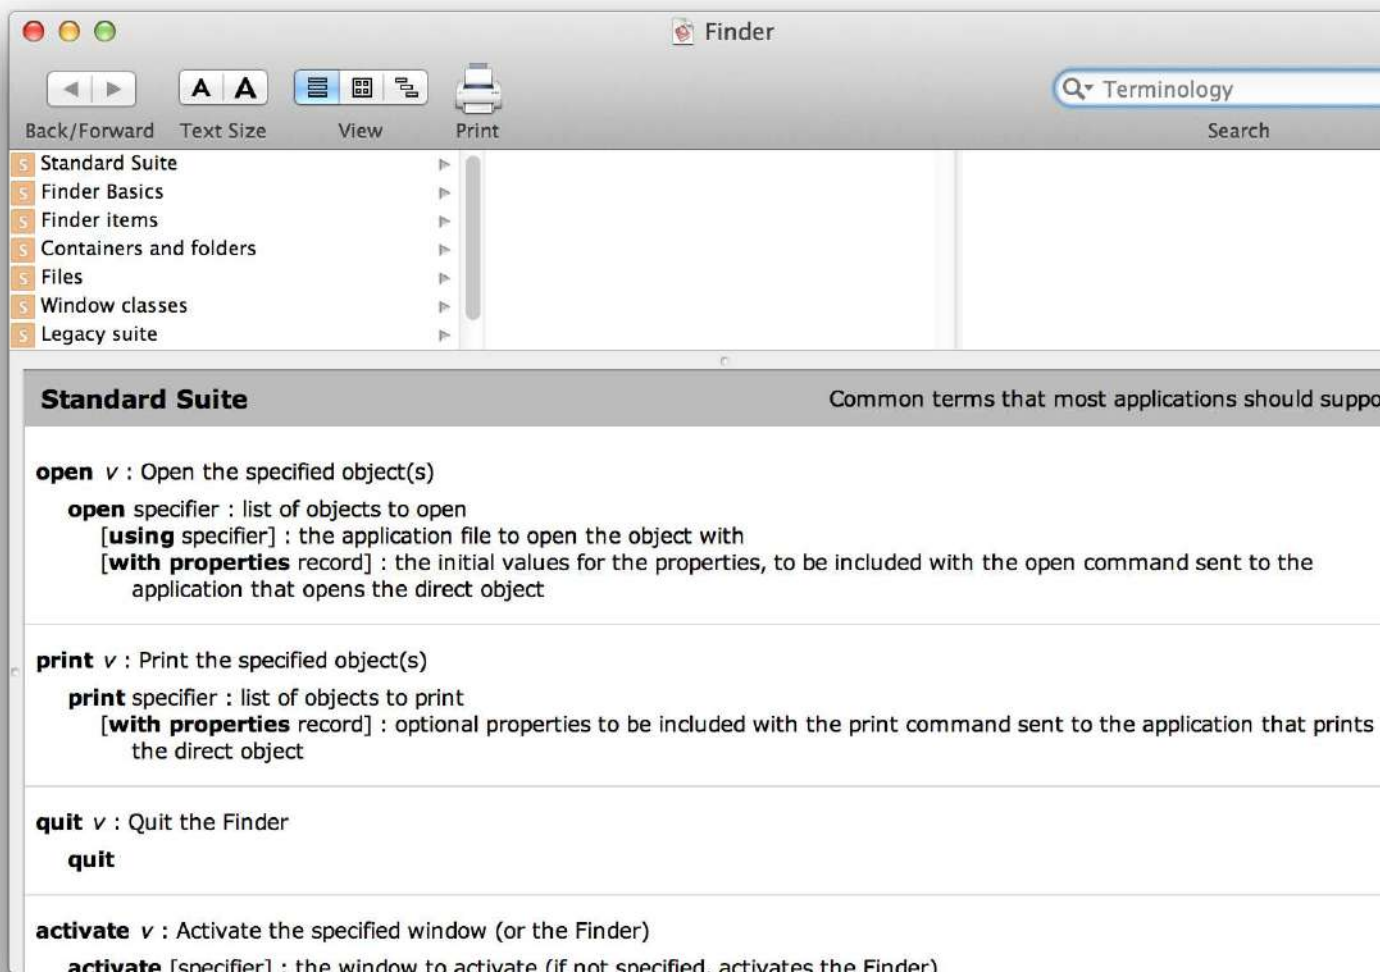 Finder
A A
Terminology
Back/Forward Text Size View Print Search
S Standard Suite
S Finder Basics
S Finder items
S Containers and folders
S Files
S Window classes
S Legacy suite
Standard Suite Common terms that most applications should suppo
open v : Open the specified object(s)
open specifier : list of objects to open
[using specifier] : the application file to open the object with
[with properties record] : the initial values for the properties, to be included with the open command sent to the
application that opens the direct object
print v : Print the specified object(s)
print specifier : list of objects to print
[with properties record] : optional properties to be included with the print command sent to the application that prints
the direct object
quit v : Quit the Finder
quit
activate v : Activate the specified window (or the Finder)
activate [specifier] : the window to activate (if not specified, activates the Finder)